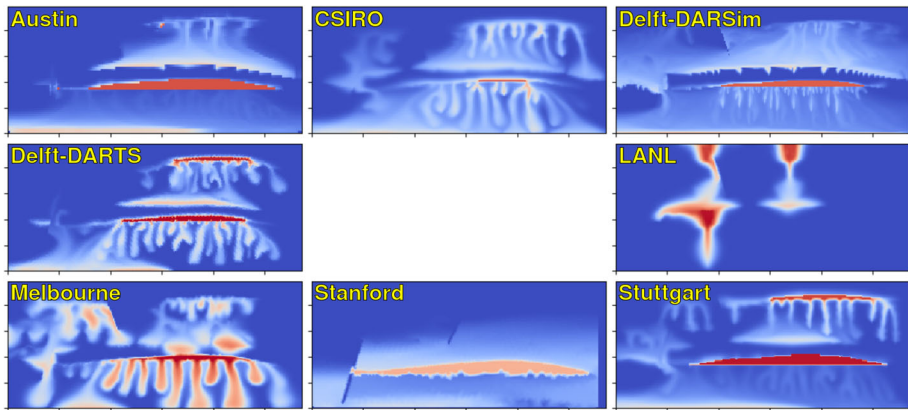 Austin
CSIRO
Delft-DARSim
Delft-DARTS
LANL
Melbourne
Stanford
Stuttgart